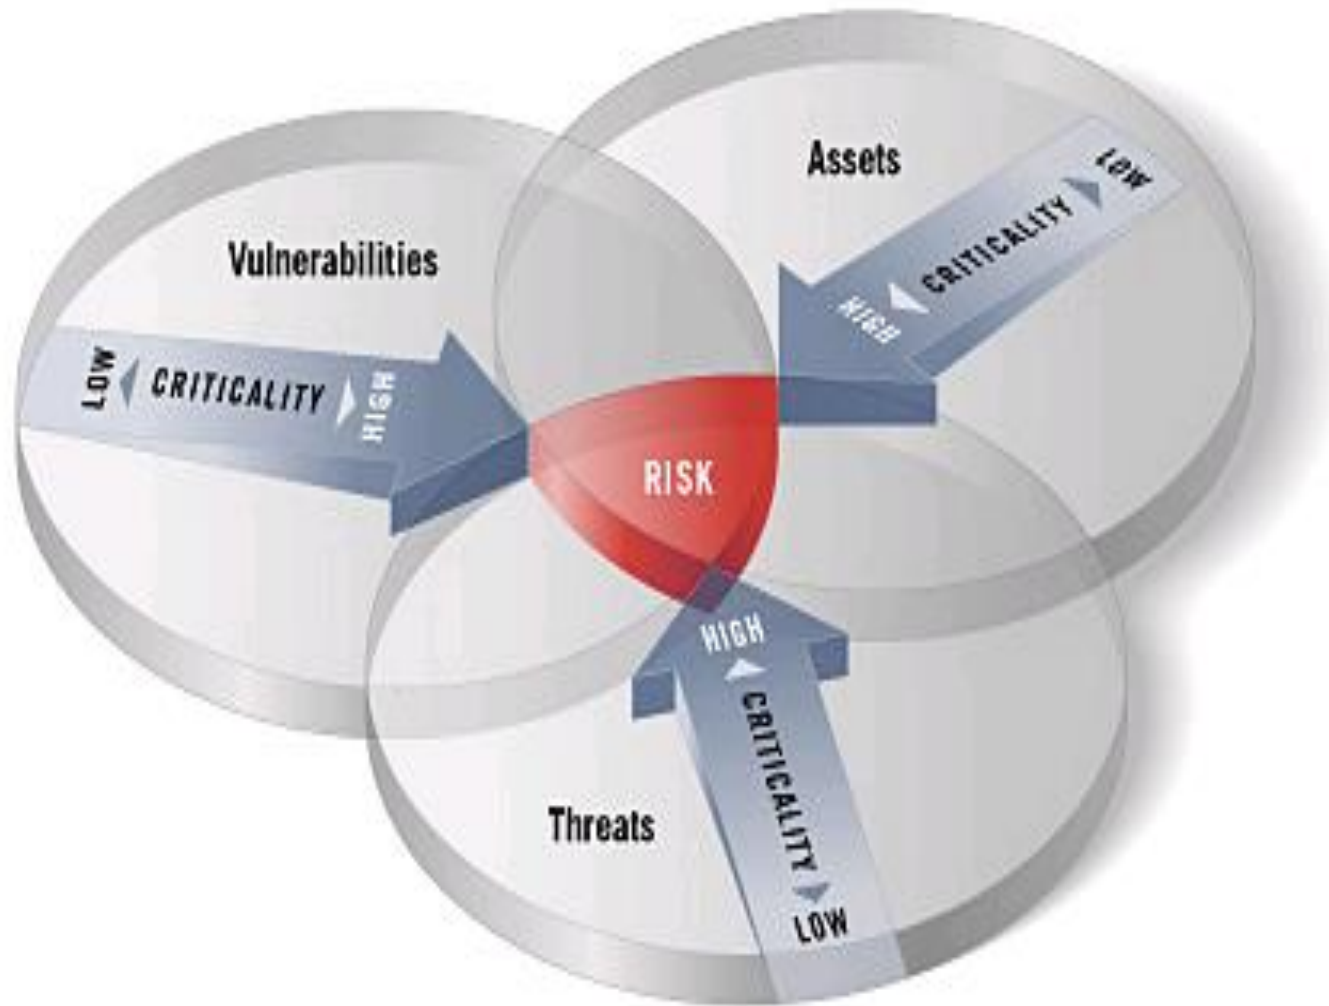 Assets
LOW
CRITICALITY
HIGH
Vulnerabilities
LOW
CRITICALITY
HIGH
RISK
HIGH
CRITICALITY
LOW
Threats